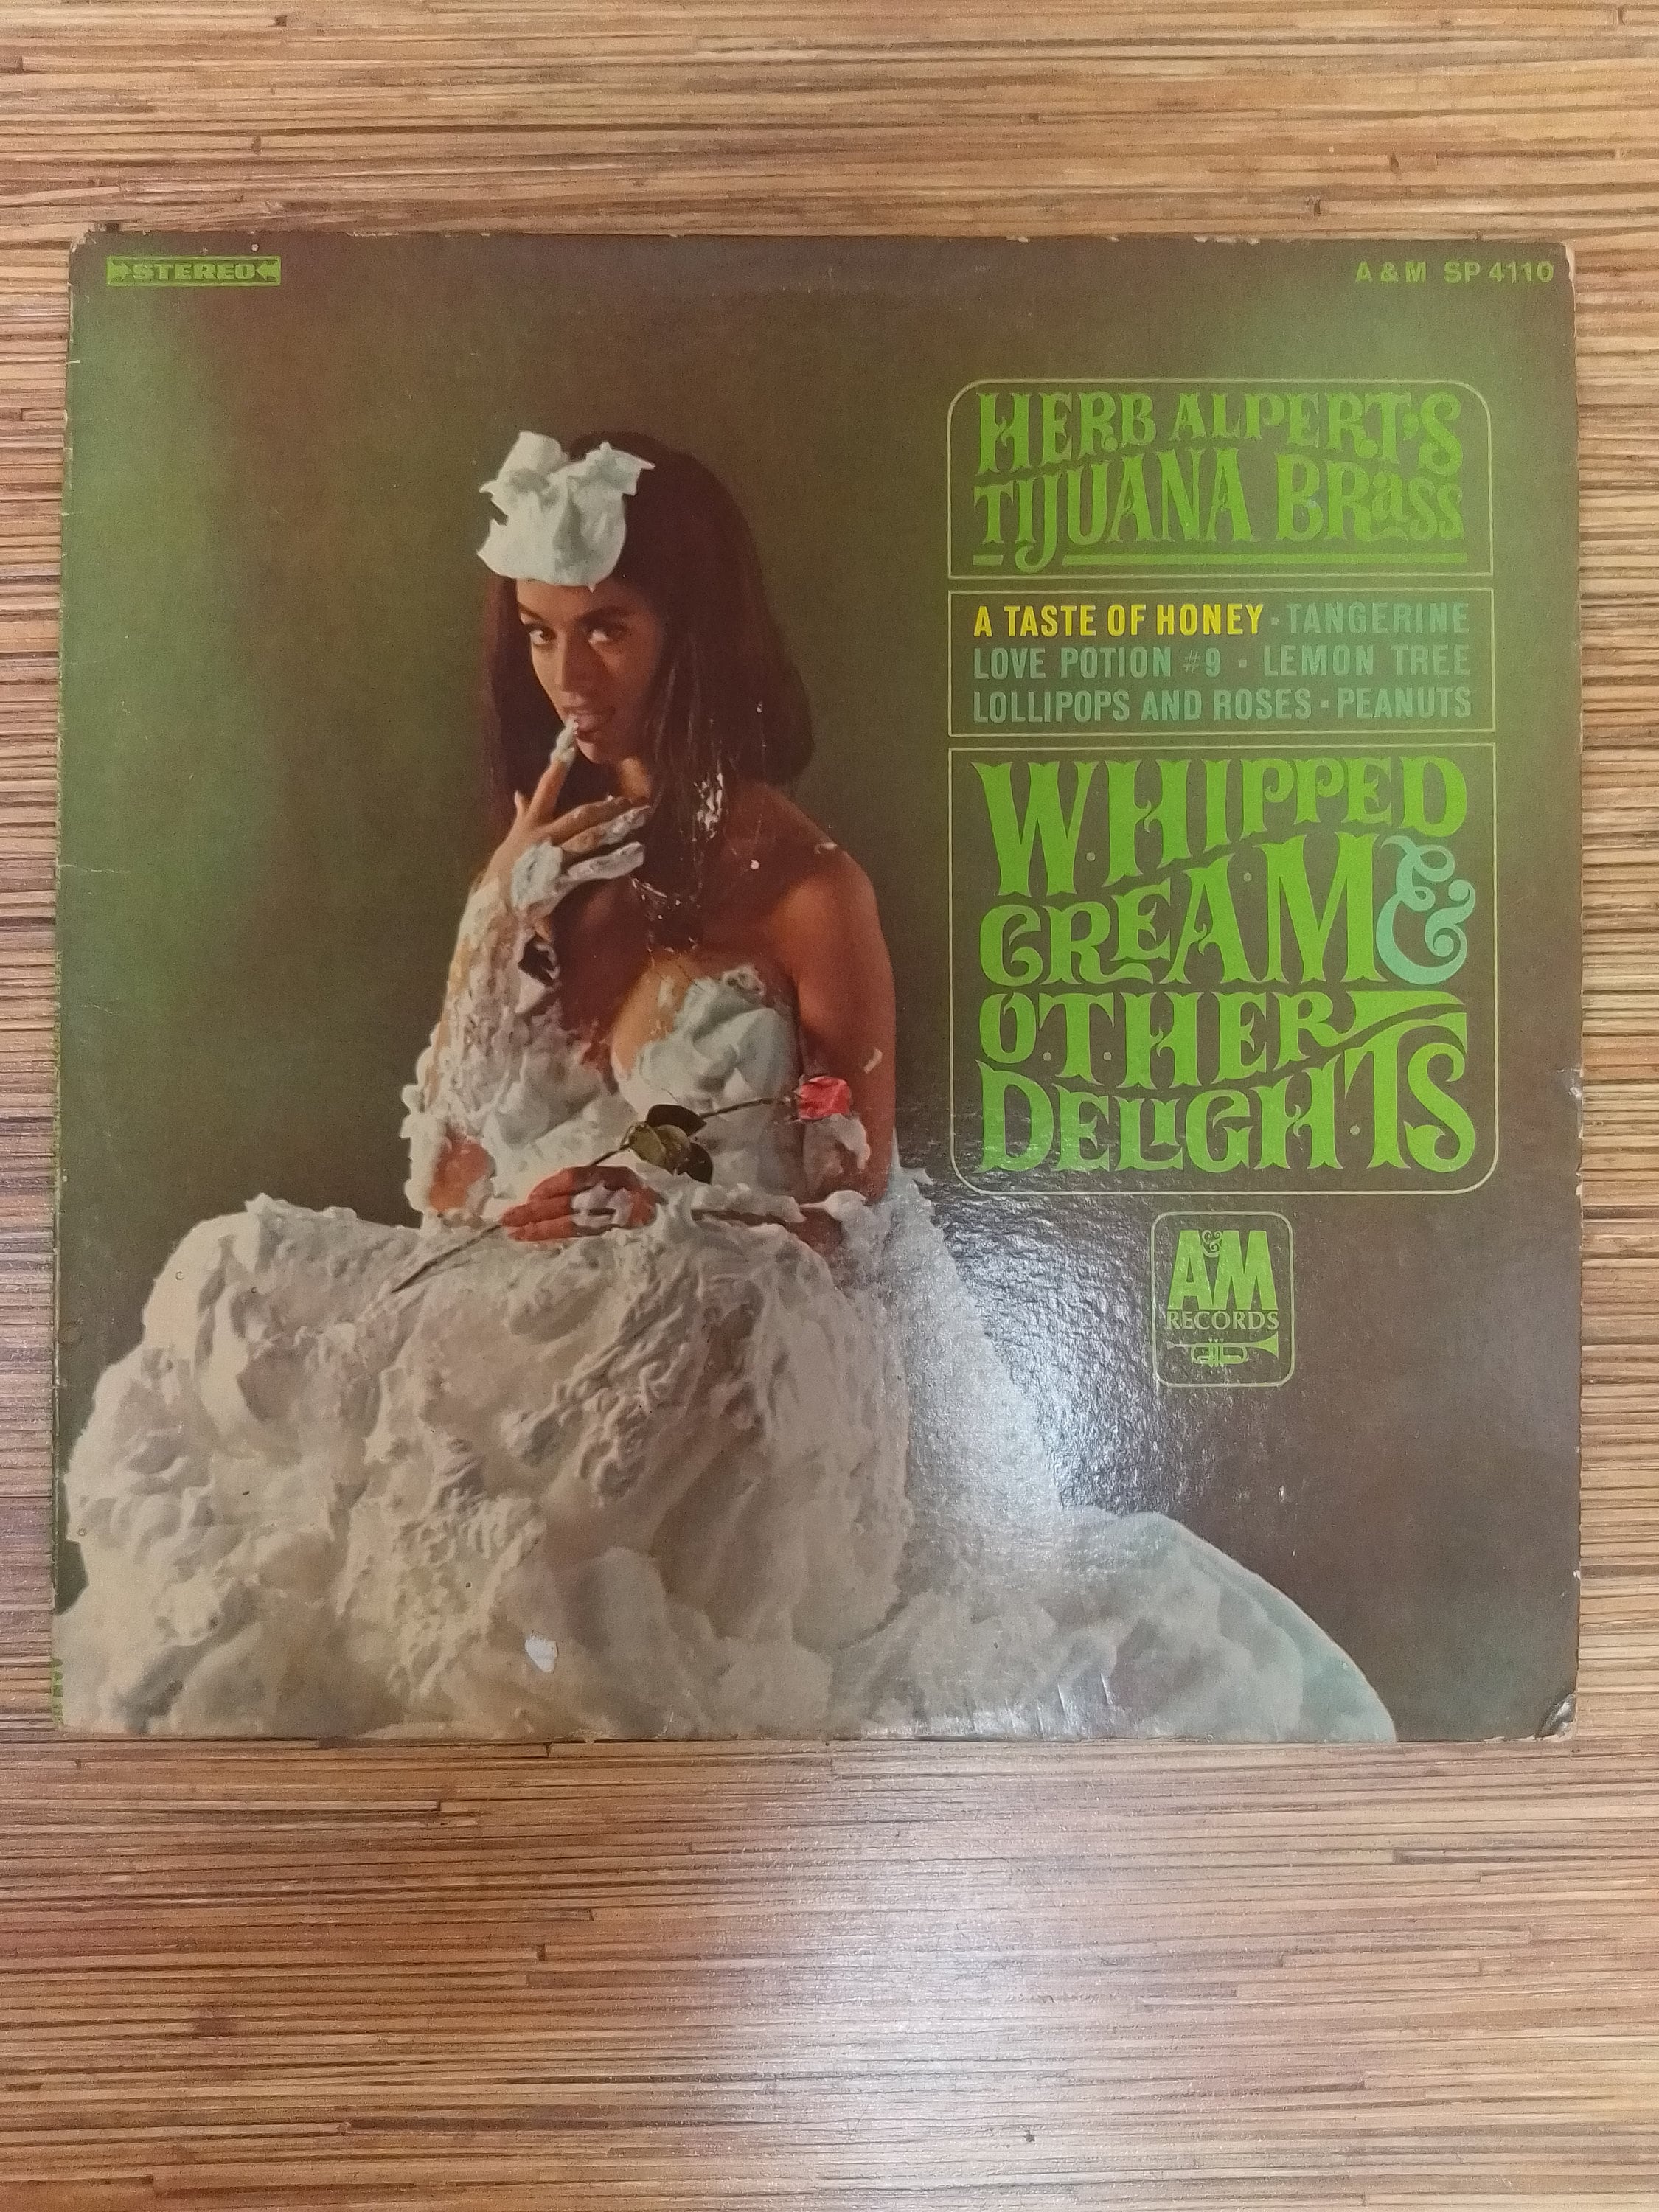 STEREO
A & M SP 4110
HERB ALPERT'S
TIJUANA BRASS
A TASTE OF HONEY · TANGERINE
LOVE POTION #9 · LEMON TREE
LOLLIPOPS AND ROSES · PEANUTS
WHIPPED
CREAM &
OTHER
DELIGHTS
A&M
RECORDS